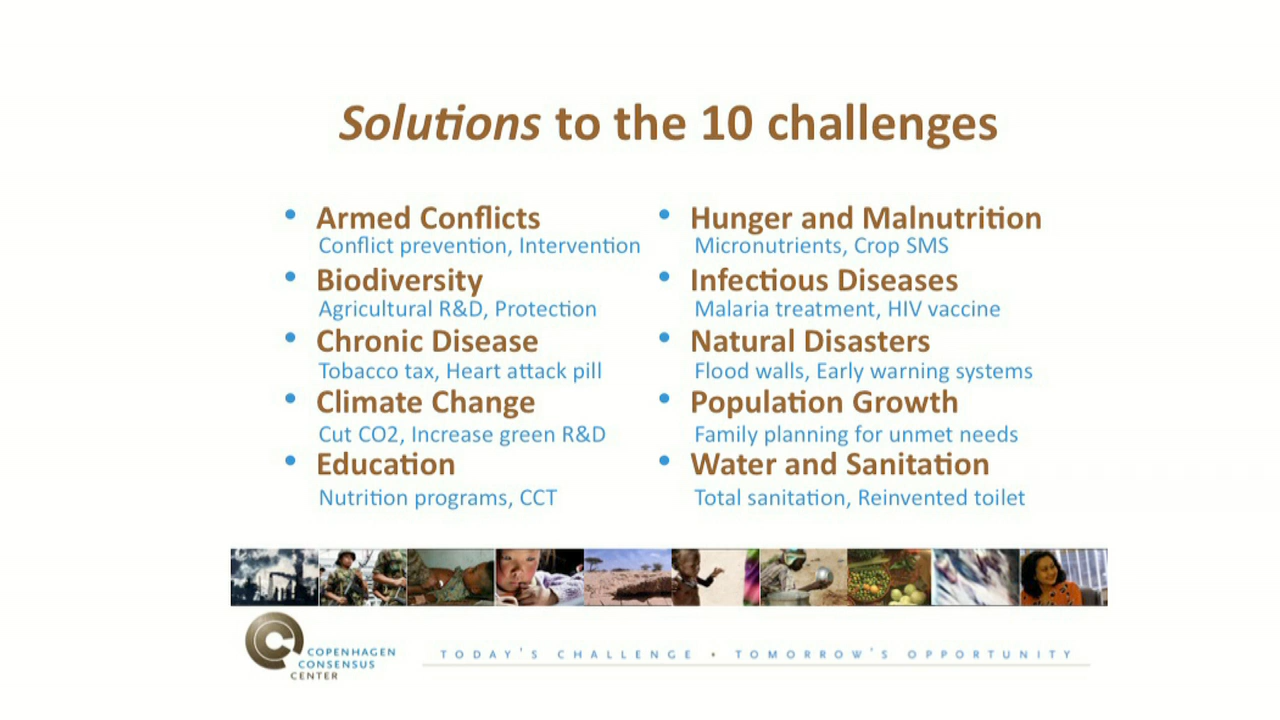 Solutions to the 10 challenges
• Armed Conflicts
Conflict prevention, Intervention
• Biodiversity
Agricultural R&D, Protection
• Chronic Disease
Tobacco tax, Heart attack pill
• Climate Change
Cut CO2, Increase green R&D
• Education
Nutrition programs, CCT
• Hunger and Malnutrition
Micronutrients, Crop SMS
• Infectious Diseases
Malaria treatment, HIV vaccine
• Natural Disasters
Flood walls, Early warning systems
• Population Growth
Family planning for unmet needs
• Water and Sanitation
Total sanitation, Reinvented toilet
COPENHAGEN
CONSENSUS
CENTER
TODAY'S CHALLENGE • TOMORROW'S OPPORTUNITY